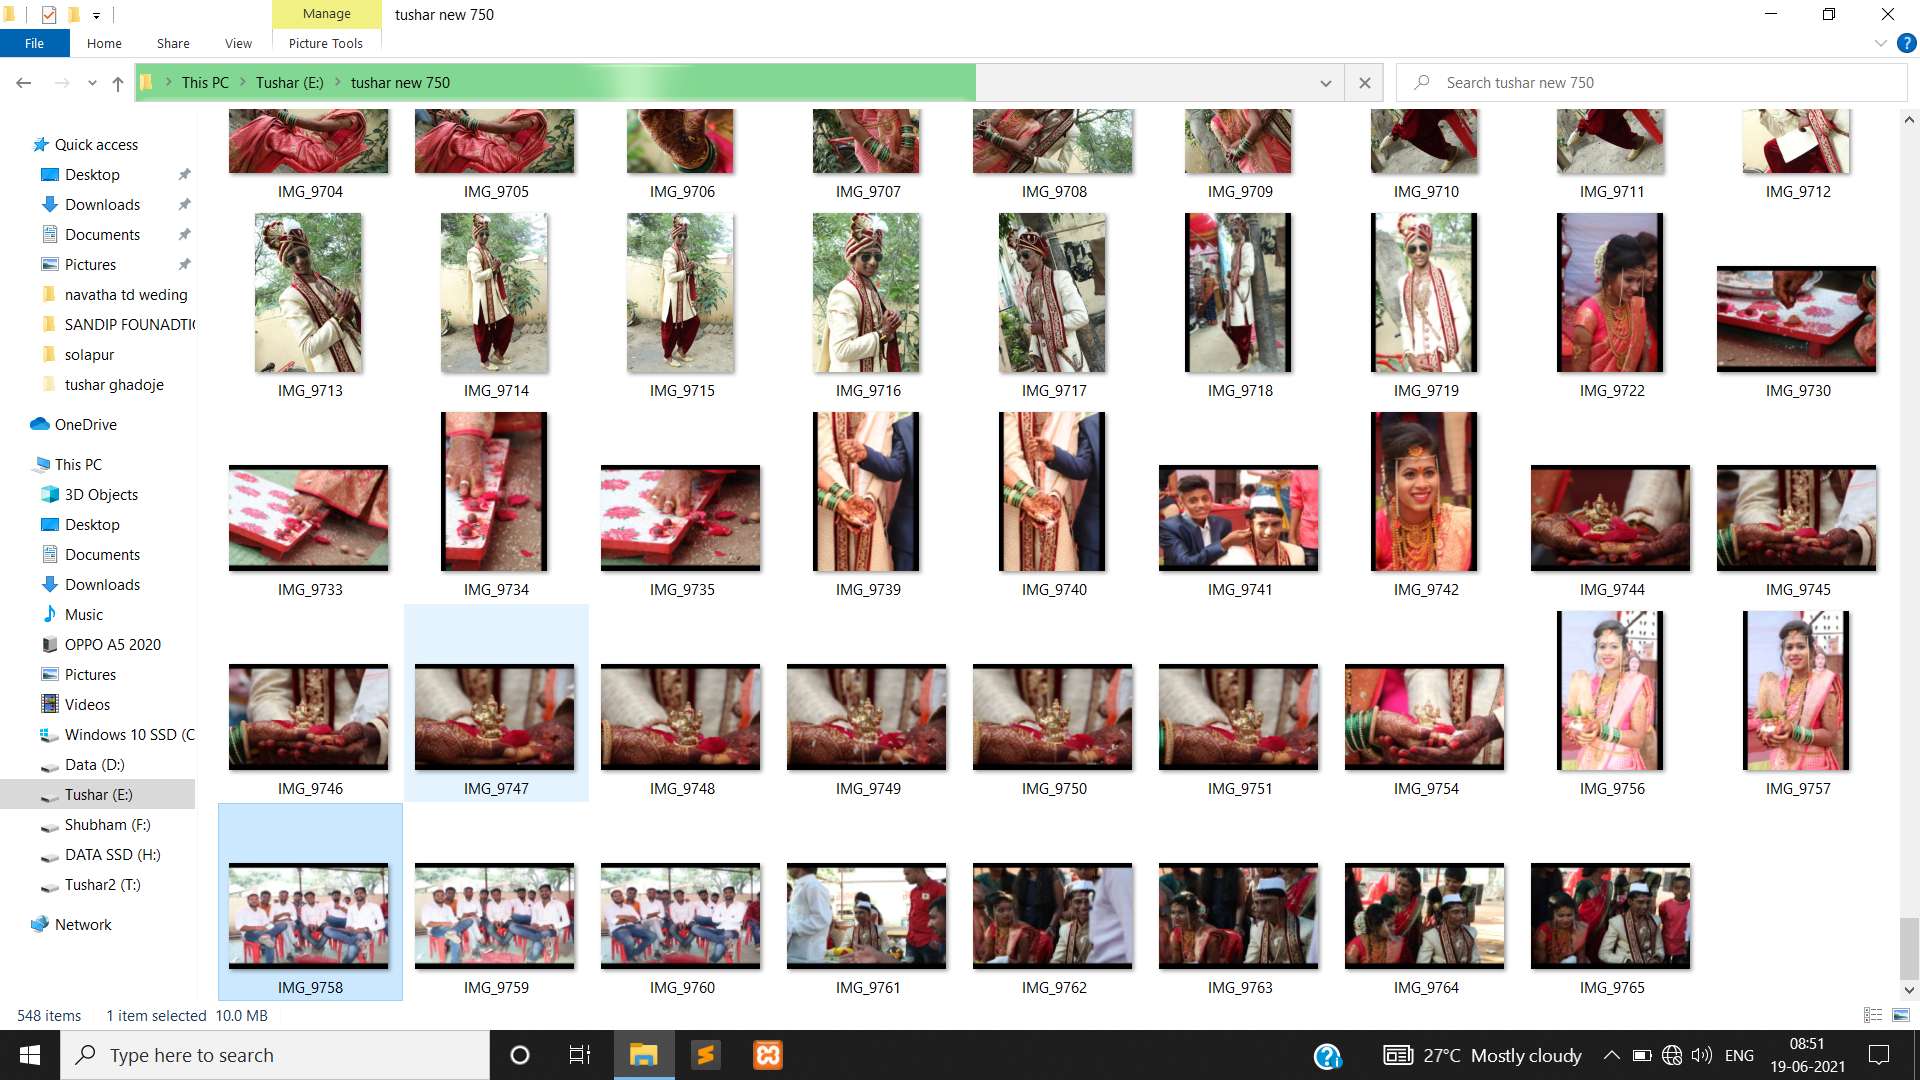 Manage
tushar new 750
File
Home
Share
View
Picture Tools
This PC
Tushar (E:)
tushar new 750
Search tushar new 750
Quick access
Desktop
Downloads
Documents
Pictures
navatha td weding
SANDIP FOUNADTI
solapur
tushar ghadoje
OneDrive
This PC
3D Objects
Desktop
Documents
Downloads
Music
OPPO A5 2020
Pictures
Videos
Windows 10 SSD (C
Data (D:)
Tushar (E:)
Shubham (F:)
DATA SSD (H:)
Tushar2 (T:)
Network
IMG_9704 IMG_9705 IMG_9706 IMG_9707 IMG_9708 IMG_9709 IMG_9710 IMG_9711 IMG_9712
IMG_9713 IMG_9714 IMG_9715 IMG_9716 IMG_9717 IMG_9718 IMG_9719 IMG_9722 IMG_9730
IMG_9733 IMG_9734 IMG_9735 IMG_9739 IMG_9740 IMG_9741 IMG_9742 IMG_9744 IMG_9745
IMG_9746 IMG_9747 IMG_9748 IMG_9749 IMG_9750 IMG_9751 IMG_9754 IMG_9756 IMG_9757
IMG_9758 IMG_9759 IMG_9760 IMG_9761 IMG_9762 IMG_9763 IMG_9764 IMG_9765
548 items 1 item selected 10.0 MB
Type here to search
27°C Mostly cloudy
ENG
08:51
19-06-2021